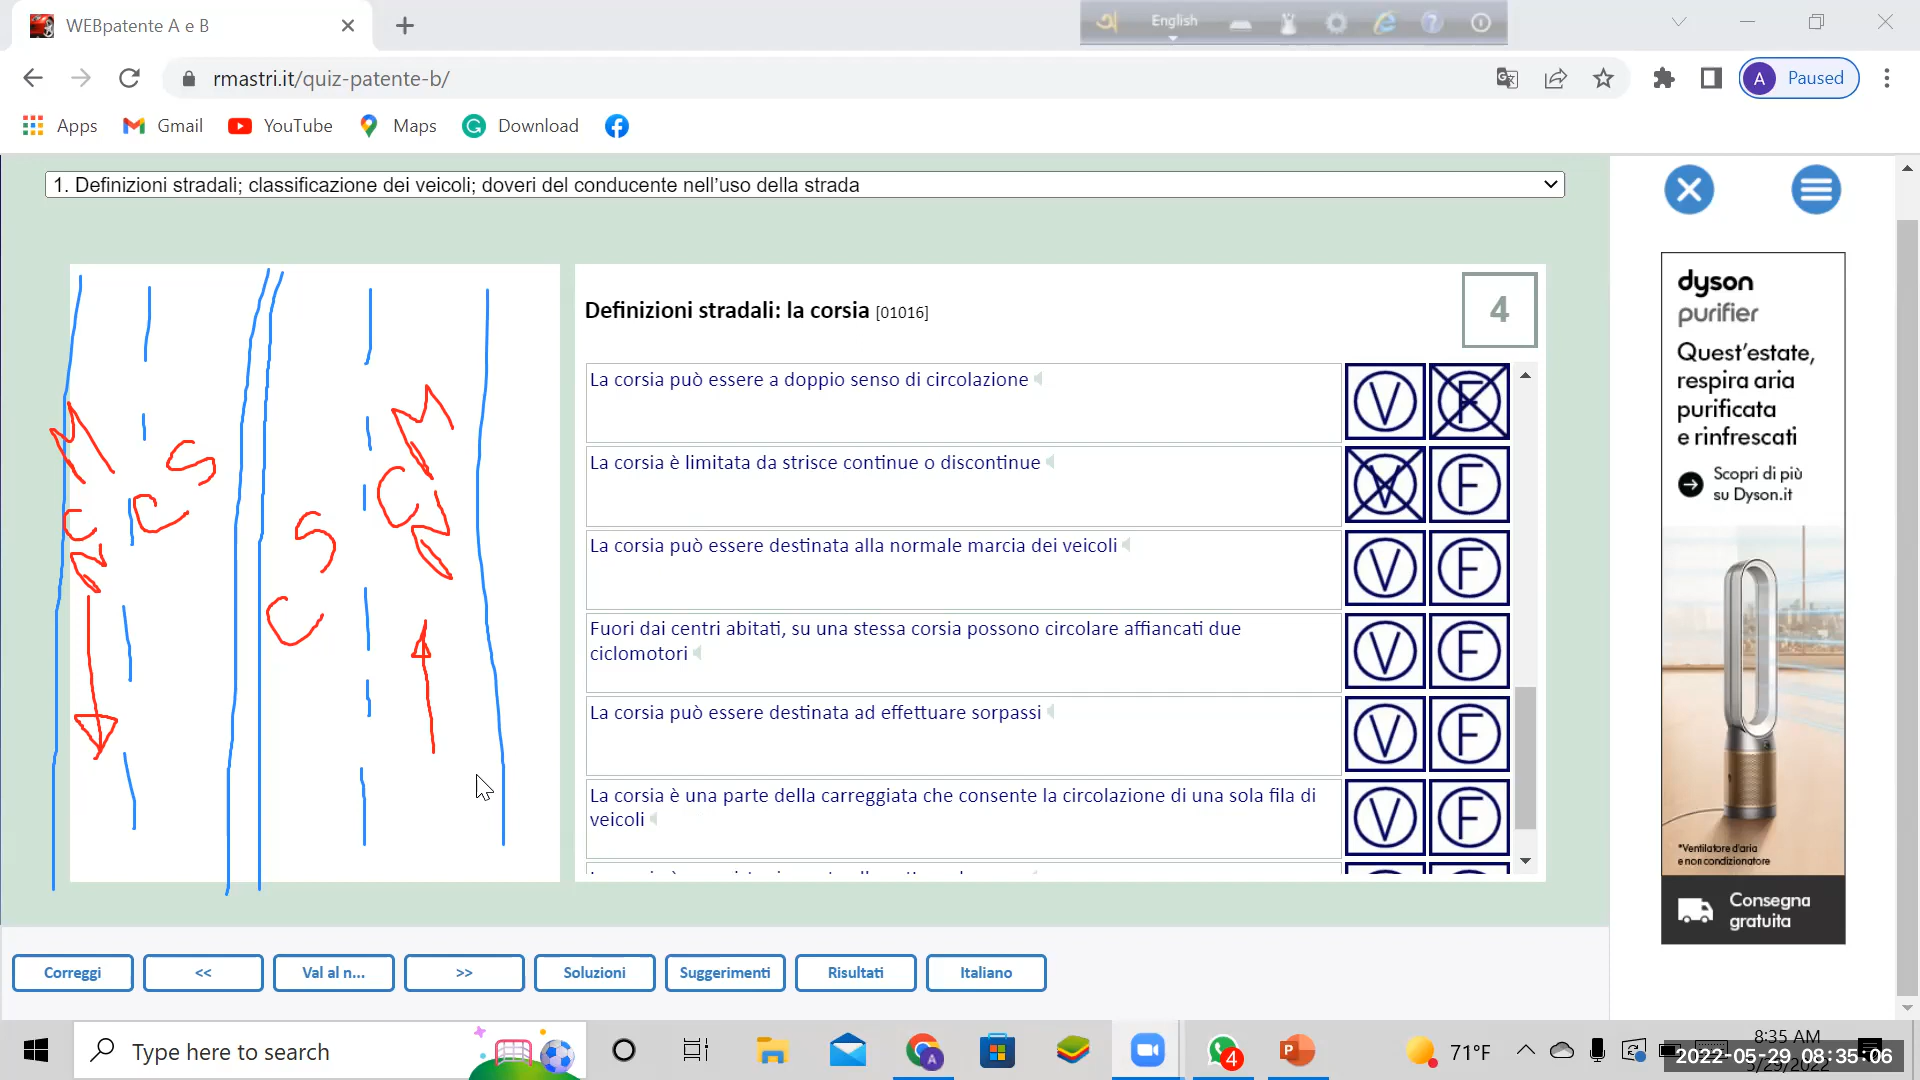 WEBpatente A e B
English
rmastri.it/quiz-patente-b/
A Paused
Apps Gmail YouTube Maps Download
1. Definizioni stradali; classificazione dei veicoli; doveri del conducente nell'uso della strada
M
C
N
S
C
S
C
M
C
N
Definizioni stradali: la corsia [01016]
4
La corsia può essere a doppio senso di circolazione V F
La corsia è limitata da strisce continue o discontinue V F
La corsia può essere destinata alla normale marcia dei veicoli V F
Fuori dai centri abitati, su una stessa corsia possono circolare affiancati due
ciclomotori V F
La corsia può essere destinata ad effettuare sorpassi V F
La corsia è una parte della carreggiata che consente la circolazione di una sola fila di
veicoli V F
dyson
purifier
Quest'estate,
respira aria
purificata
e rinfrescati
Scopri di più
su Dyson.it
*Ventilatore d'aria
e non condizionatore
Consegna
gratuita
Correggi << Val al n... >> Soluzioni Suggerimenti Risultati Italiano
Type here to search
A
4
P
71°F
8:35 AM
2022-05-29 08:35:06